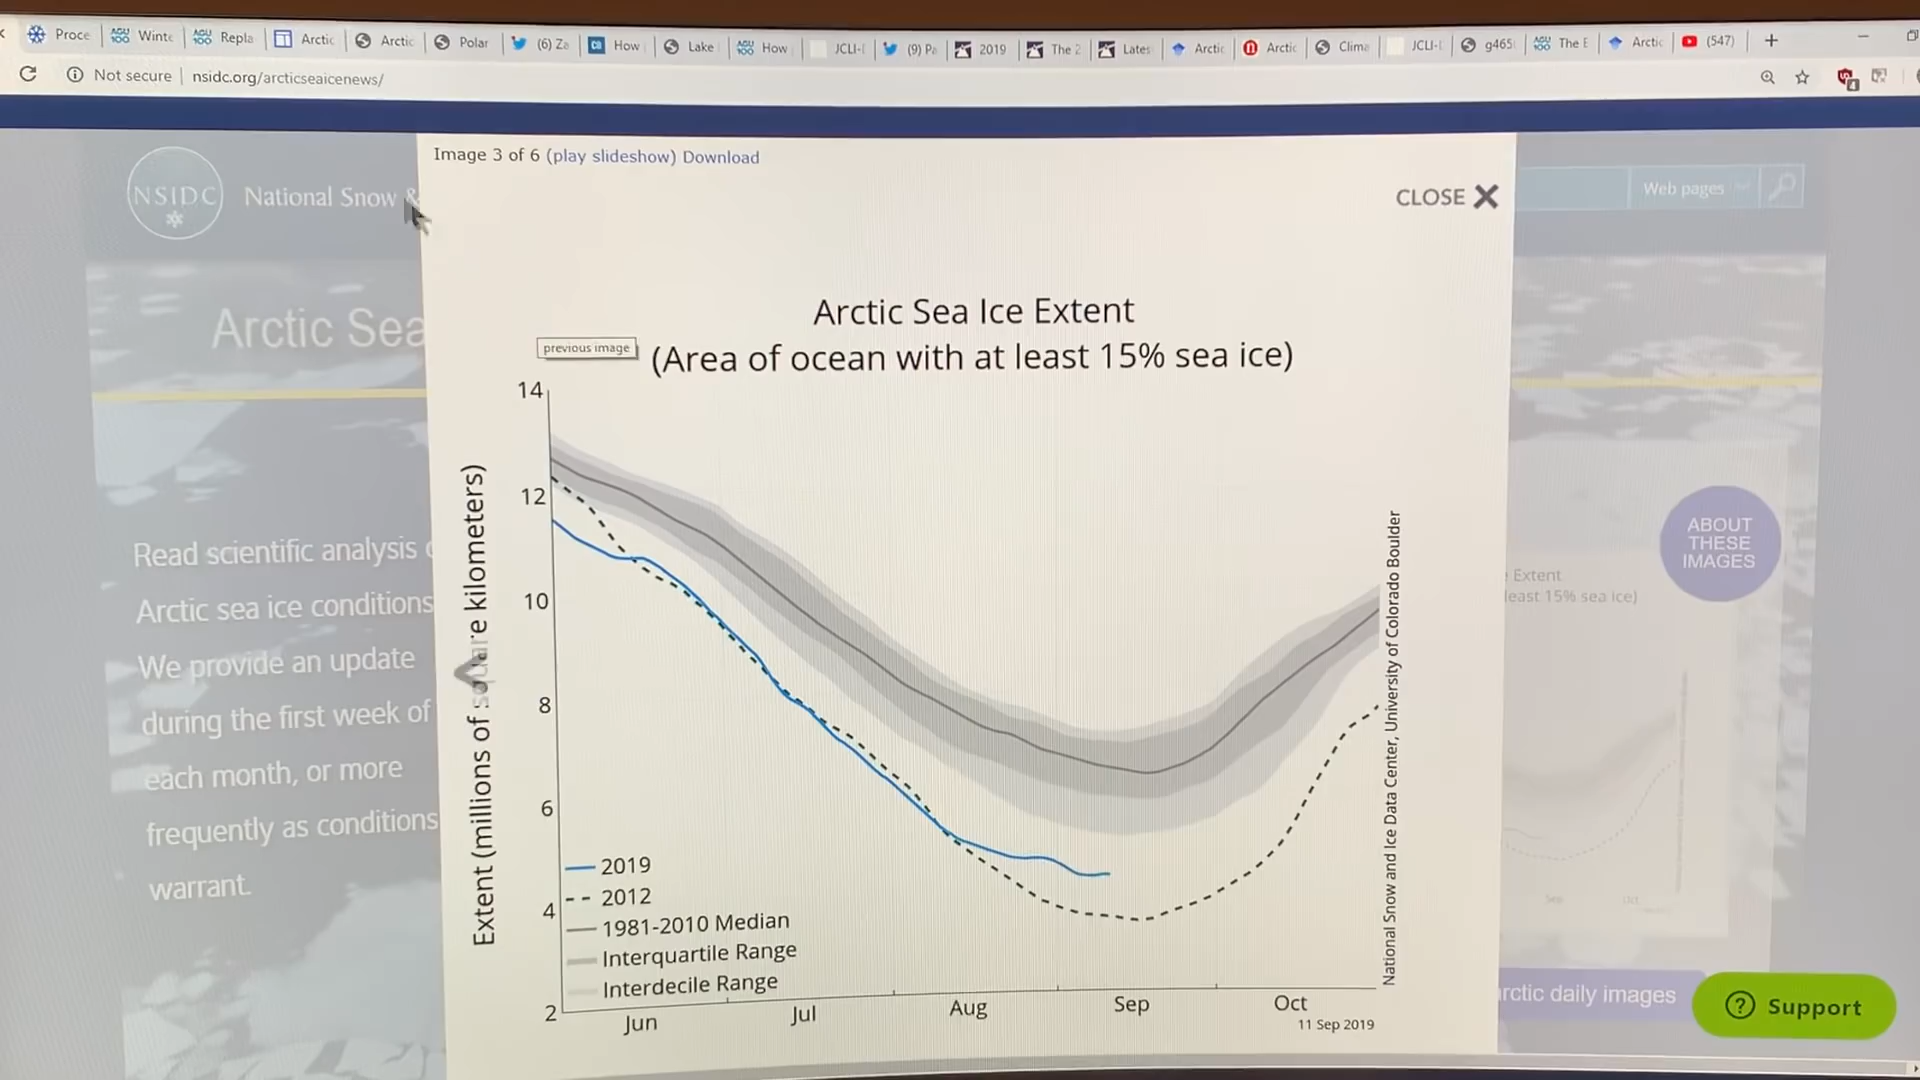 Proce
Winte
Repla
Arctic
Arctic
Polar
(6) Za
How
Lake
How
JCLI-D
(9) Pa
2019
The 2
Lates
Arctic
Arctic
Clima
JCLI-D
g465
The E
Arctic
(547)
Not secure | nsidc.org/arcticseaicenews/
Image 3 of 6 (play slideshow) Download
CLOSE
NSIDC
National Snow &
Web pages
Arctic Sea
Arctic Sea Ice Extent
previous image
(Area of ocean with at least 15% sea ice)
14
12
10
8
6
4
2
Extent (millions of square kilometers)
Read scientific analysis
Arctic sea ice conditions
We provide an update
during the first week of
each month, or more
frequently as conditions
warrant.
2019
2012
1981-2010 Median
Interquartile Range
Interdecile Range
Jun
Jul
Aug
Sep
Oct
11 Sep 2019
National Snow and Ice Data Center, University of Colorado Boulder
ABOUT
THESE
IMAGES
Extent
least 15% sea ice)
Sep
Oct
rctic daily images
Support